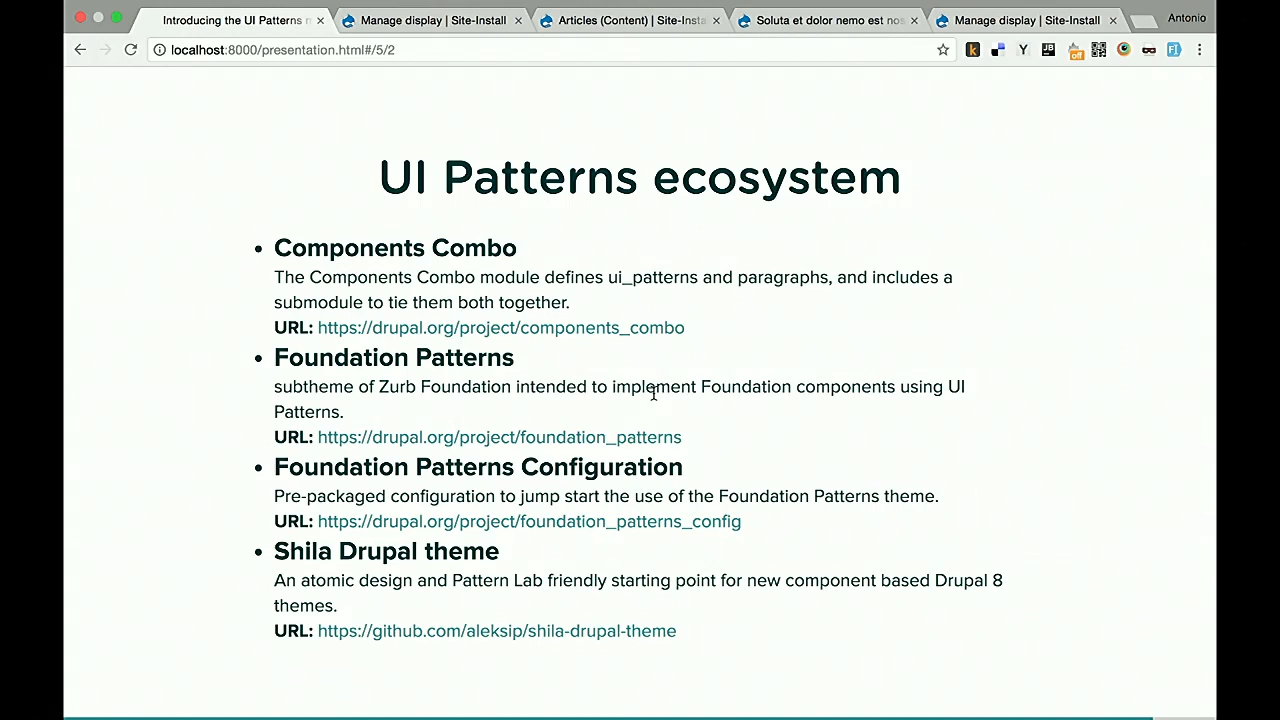 Introducing the UI Patterns m
Manage display | Site-Install
Articles (Content) | Site-Insta
Soluta et dolor nemo est nos
Manage display | Site-Install
Antonio
localhost:8000/presentation.html#/5/2
UI Patterns ecosystem
• Components Combo
The Components Combo module defines ui_patterns and paragraphs, and includes a
submodule to tie them both together.
URL: https://drupal.org/project/components_combo
• Foundation Patterns
subtheme of Zurb Foundation intended to implement Foundation components using UI
Patterns.
URL: https://drupal.org/project/foundation_patterns
• Foundation Patterns Configuration
Pre-packaged configuration to jump start the use of the Foundation Patterns theme.
URL: https://drupal.org/project/foundation_patterns_config
• Shila Drupal theme
An atomic design and Pattern Lab friendly starting point for new component based Drupal 8
themes.
URL: https://github.com/aleksip/shila-drupal-theme